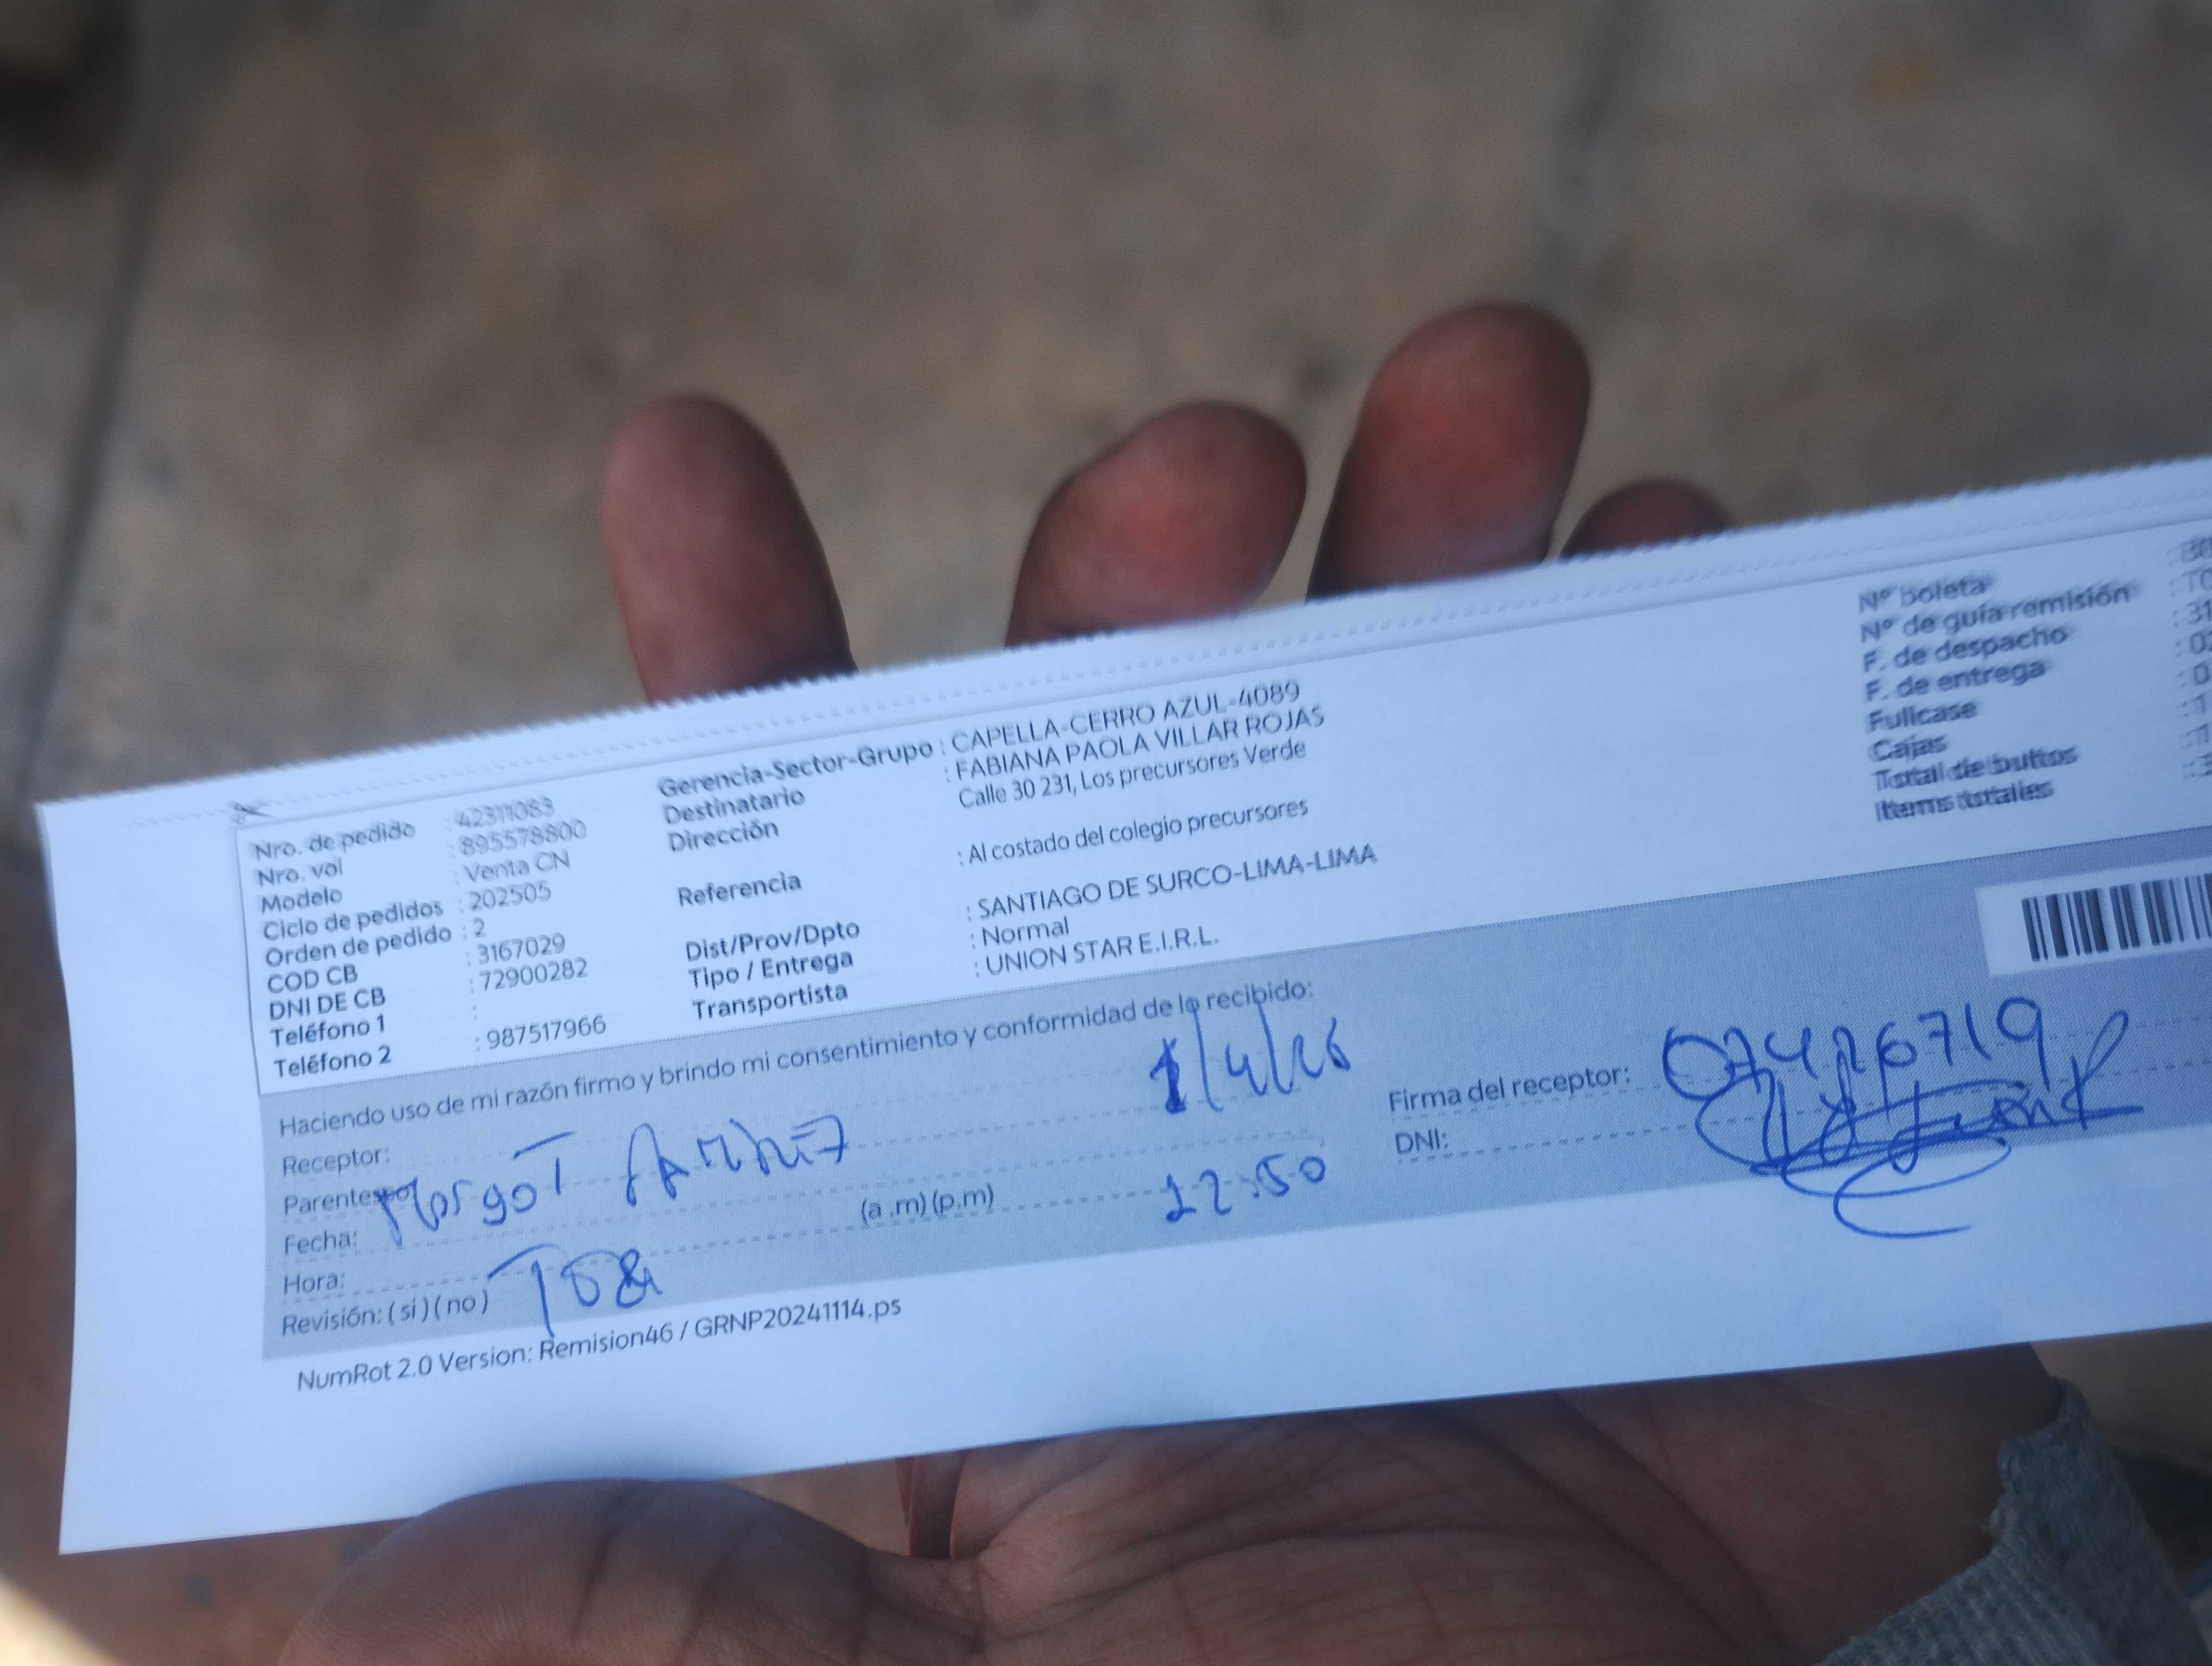 Nro. de pedido : 42311083
Nro. vol : 895578800
Modelo : Venta CN
Ciclo de pedidos : 202505
Orden de pedido : 2
COD CB : 3167029
DNI DE CB : 72900282
Teléfono 1 :
Teléfono 2 : 987517966
Gerencia-Sector-Grupo : CAPELLA-CERRO AZUL-4089
Destinatario : FABIANA PAOLA VILLAR ROJAS
Dirección Calle 30 231, Los precursores Verde
Referencia : Al costado del colegio precursores
Dist/Prov/Dpto : SANTIAGO DE SURCO-LIMA-LIMA
Tipo / Entrega : Normal
Transportista : UNION STAR E.I.R.L.
Nº boleta
Nº de guía remisión
F. de despacho : 31
F. de entrega
Fullcase
Cajas
Total de bultos
Items totales
Haciendo uso de mi razón firmo y brindo mi consentimiento y conformidad de lo recibido:
Receptor:
Parentesco
Margot
Fecha:
Hora: (a.m) (p.m) 12:50
Revisión: (si) (no)
Firma del receptor: 07426719
DNI:
NumRot 2.0 Version: Remision46 / GRNP20241114.ps